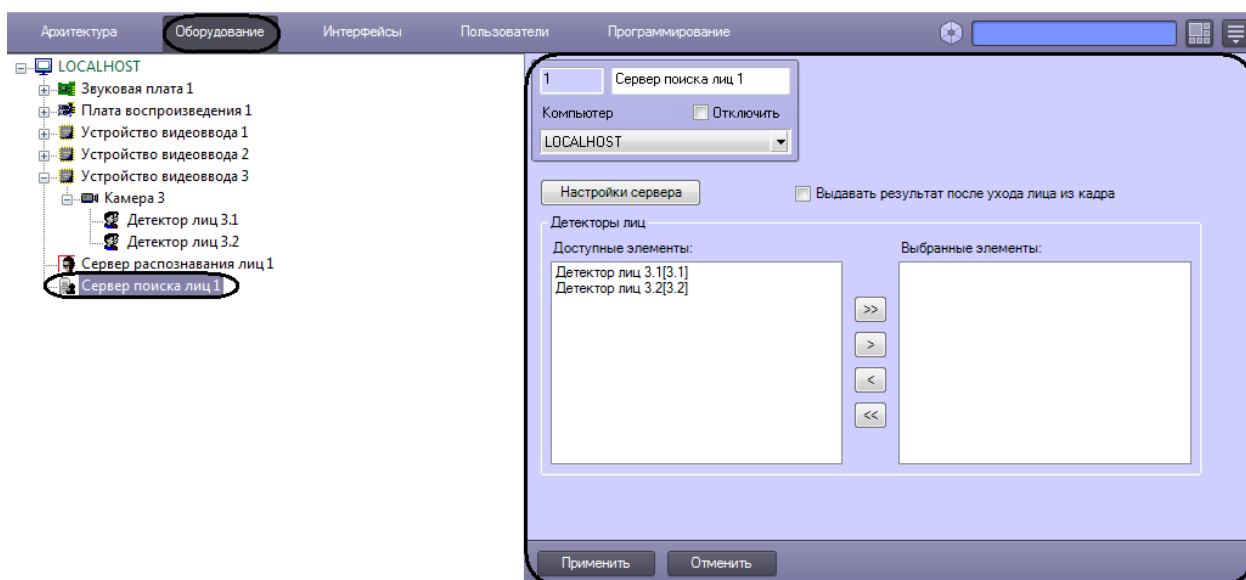 Архитектура Оборудование Интерфейсы Пользователи Программирование
LOCALHOST
Звуковая плата 1
Плата воспроизведения 1
Устройство видеоввода 1
Устройство видеоввода 2
Устройство видеоввода 3
Камера 3
Детектор лиц 3.1
Детектор лиц 3.2
Сервер распознавания лиц 1
Сервер поиска лиц 1
1 Сервер поиска лиц 1
Компьютер Отключить
LOCALHOST
Настройки сервера Выдавать результат после ухода лица из кадра
Детекторы лиц
Доступные элементы: Выбранные элементы:
Детектор лиц 3.1[3.1]
Детектор лиц 3.2[3.2]
>>
>
<
<<
Применить Отменить